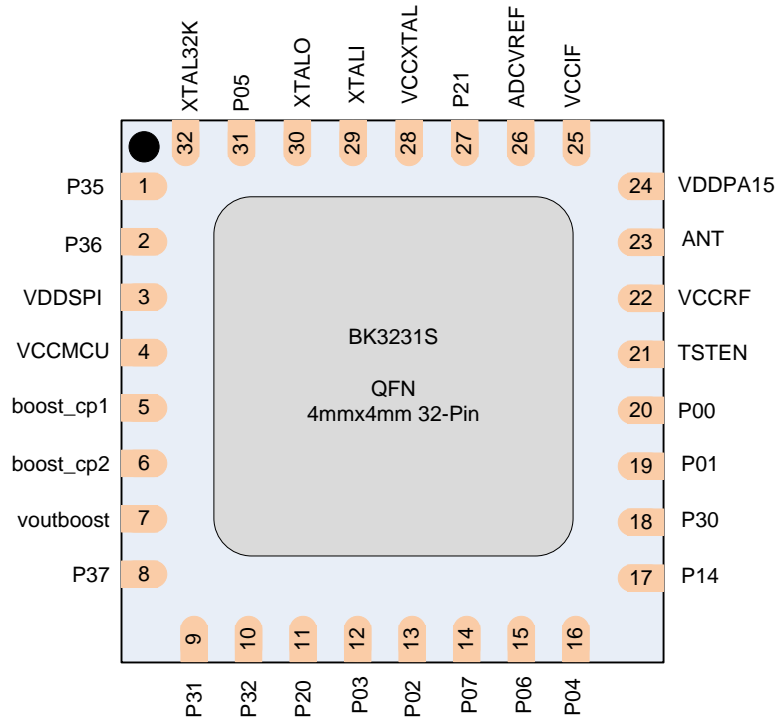 XTAL32K
P05
XTALO
XTALI
VCCXTAL
P21
ADCVREF
VCCIF
32
31
30
29
28
27
26
25
P35
1
P36
2
VDDSPI
3
VCCMCU
4
boost_cp1
5
boost_cp2
6
voutboost
7
P37
8
BK3231S
QFN
4mmx4mm 32-Pin
24
VDDPA15
23
ANT
22
VCCRF
21
TSTEN
20
P00
19
P01
18
P30
17
P14
9
10
11
12
13
14
15
16
P31
P32
P20
P03
P02
P07
P06
P04